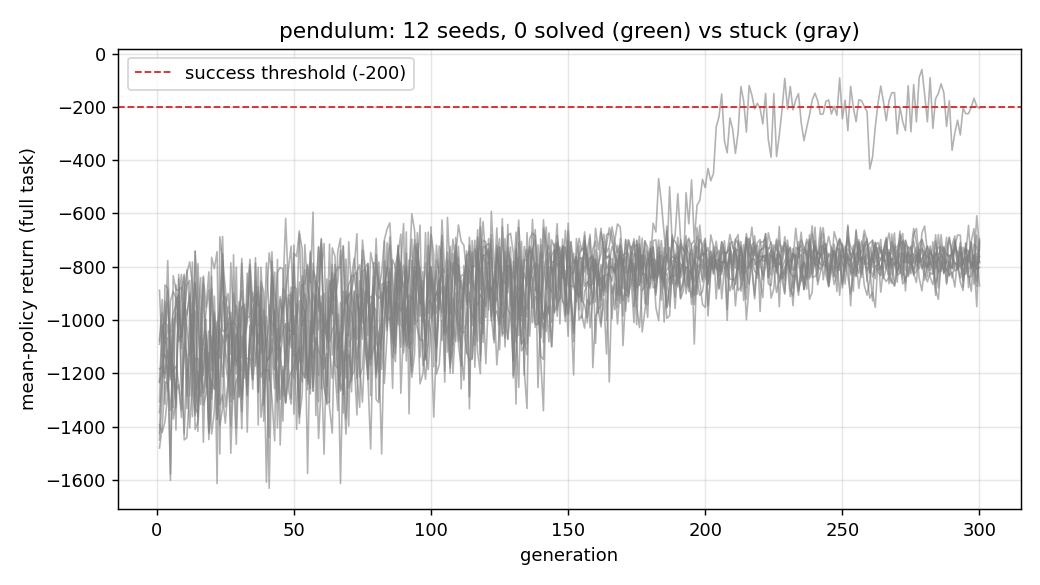 pendulum: 12 seeds, 0 solved (green) vs stuck (gray)
success threshold (-200)
mean-policy return (full task)
0
−200
−400
−600
−800
−1000
−1200
−1400
−1600
0 50 100 150 200 250 300
generation